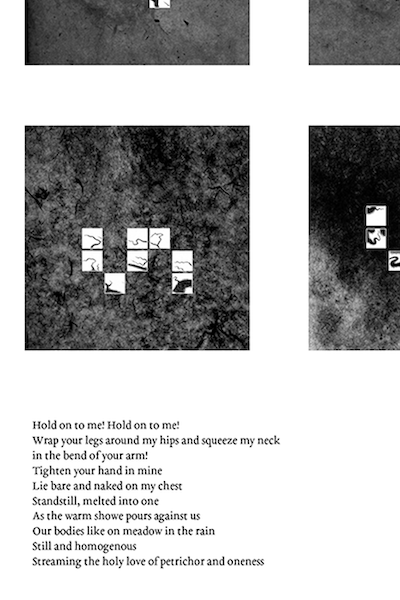 Hold on to me! Hold on to me!
Wrap your legs around my hips and squeeze my neck
in the bend of your arm!
Tighten your hand in mine
Lie bare and naked on my chest
Standstill, melted into one
As the warm showe pours against us
Our bodies like on meadow in the rain
Still and homogenous
Streaming the holy love of petrichor and oneness